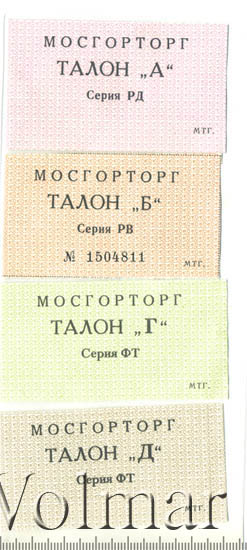 МОСГОРТОРГ
ТАЛОН „А“
Серия РД
МТГ.
МОСГОРТОРГ
ТАЛОН „Б“
Серия РВ
№ 1504811
МТГ.
МОСГОРТОРГ
ТАЛОН „Г“
Серия ФТ
МТГ.
МОСГОРТОРГ
ТАЛОН „Д“
Серия ФТ
МТГ.
Volmar